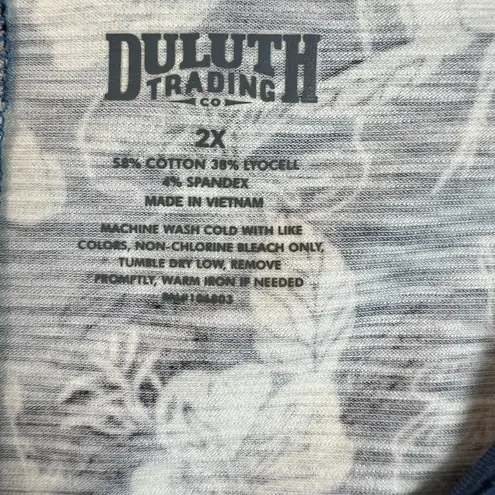 DULUTH
TRADING
CO
2X
58% COTTON 38% LYOCELL
4% SPANDEX
MADE IN VIETNAM
MACHINE WASH COLD WITH LIKE
COLORS, NON-CHLORINE BLEACH ONLY,
TUMBLE DRY LOW, REMOVE
PROMPTLY, WARM IRON IF NEEDED